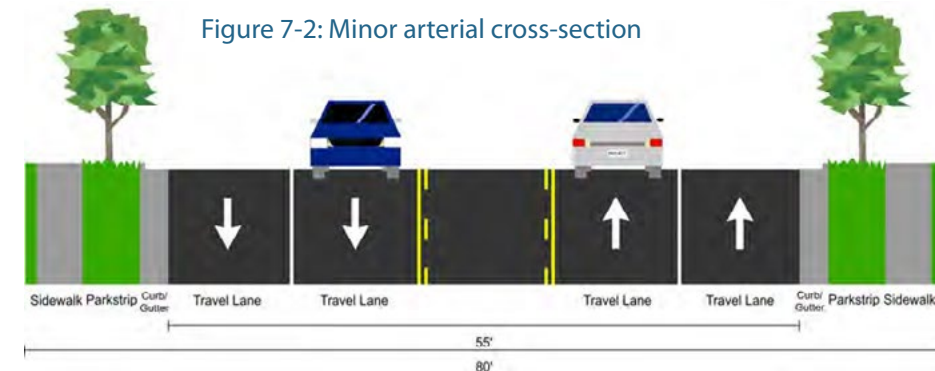 Figure 7-2: Minor arterial cross-section
Sidewalk Parkstrip Curb/ Gutter Travel Lane Travel Lane Travel Lane Travel Lane Curb/ Gutter Parkstrip Sidewalk
55'
80'